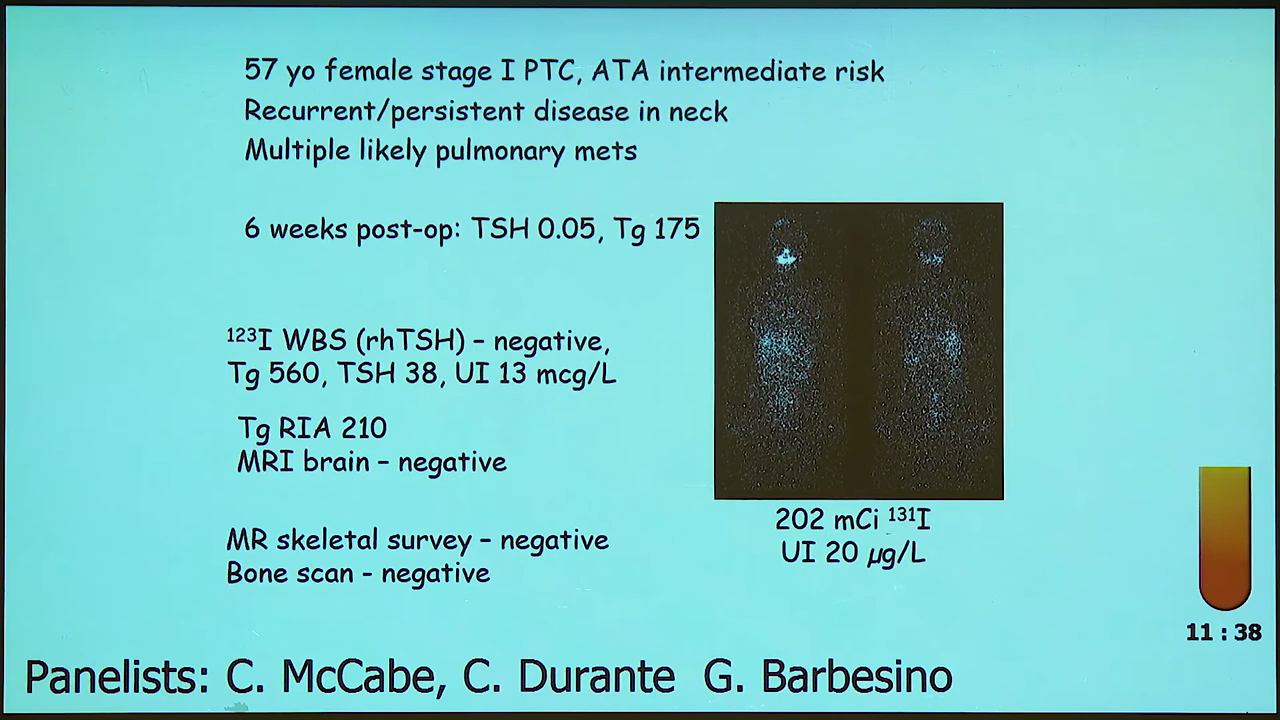 57 yo female stage I PTC, ATA intermediate risk
Recurrent/persistent disease in neck
Multiple likely pulmonary mets
6 weeks post-op: TSH 0.05, Tg 175
¹²³I WBS (rhTSH) – negative,
Tg 560, TSH 38, UI 13 mcg/L
Tg RIA 210
MRI brain – negative
MR skeletal survey – negative
Bone scan - negative
202 mCi ¹³¹I
UI 20 µg/L
11 : 38
Panelists: C. McCabe, C. Durante G. Barbesino